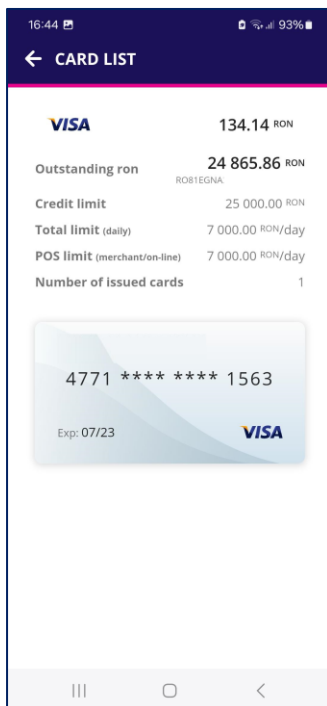 16:44 93%
CARD LIST
VISA 134.14 RON
Outstanding ron 24 865.86 RON
RO81EGNA
Credit limit 25 000.00 RON
Total limit (daily) 7 000.00 RON/day
POS limit (merchant/on-line) 7 000.00 RON/day
Number of issued cards 1
4771 **** **** 1563
Exp: 07/23 VISA